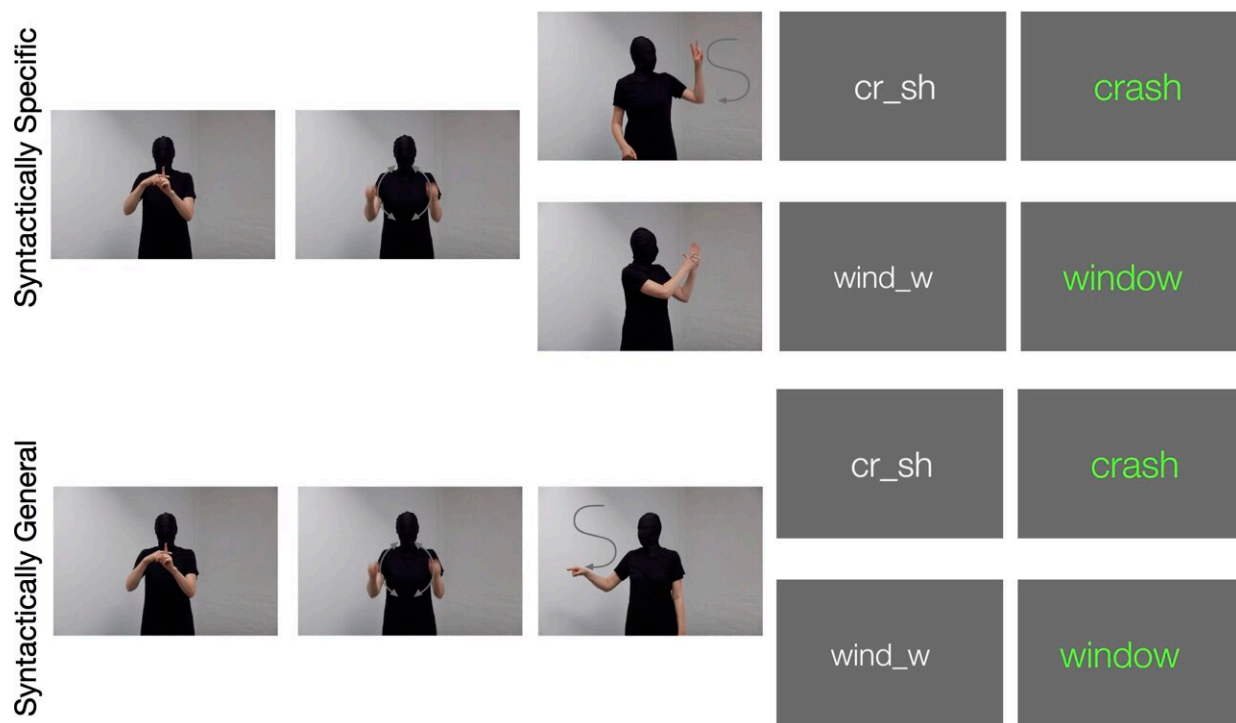 Syntactically Specific
cr_sh
crash
wind_w
window
Syntactically General
cr_sh
crash
wind_w
window